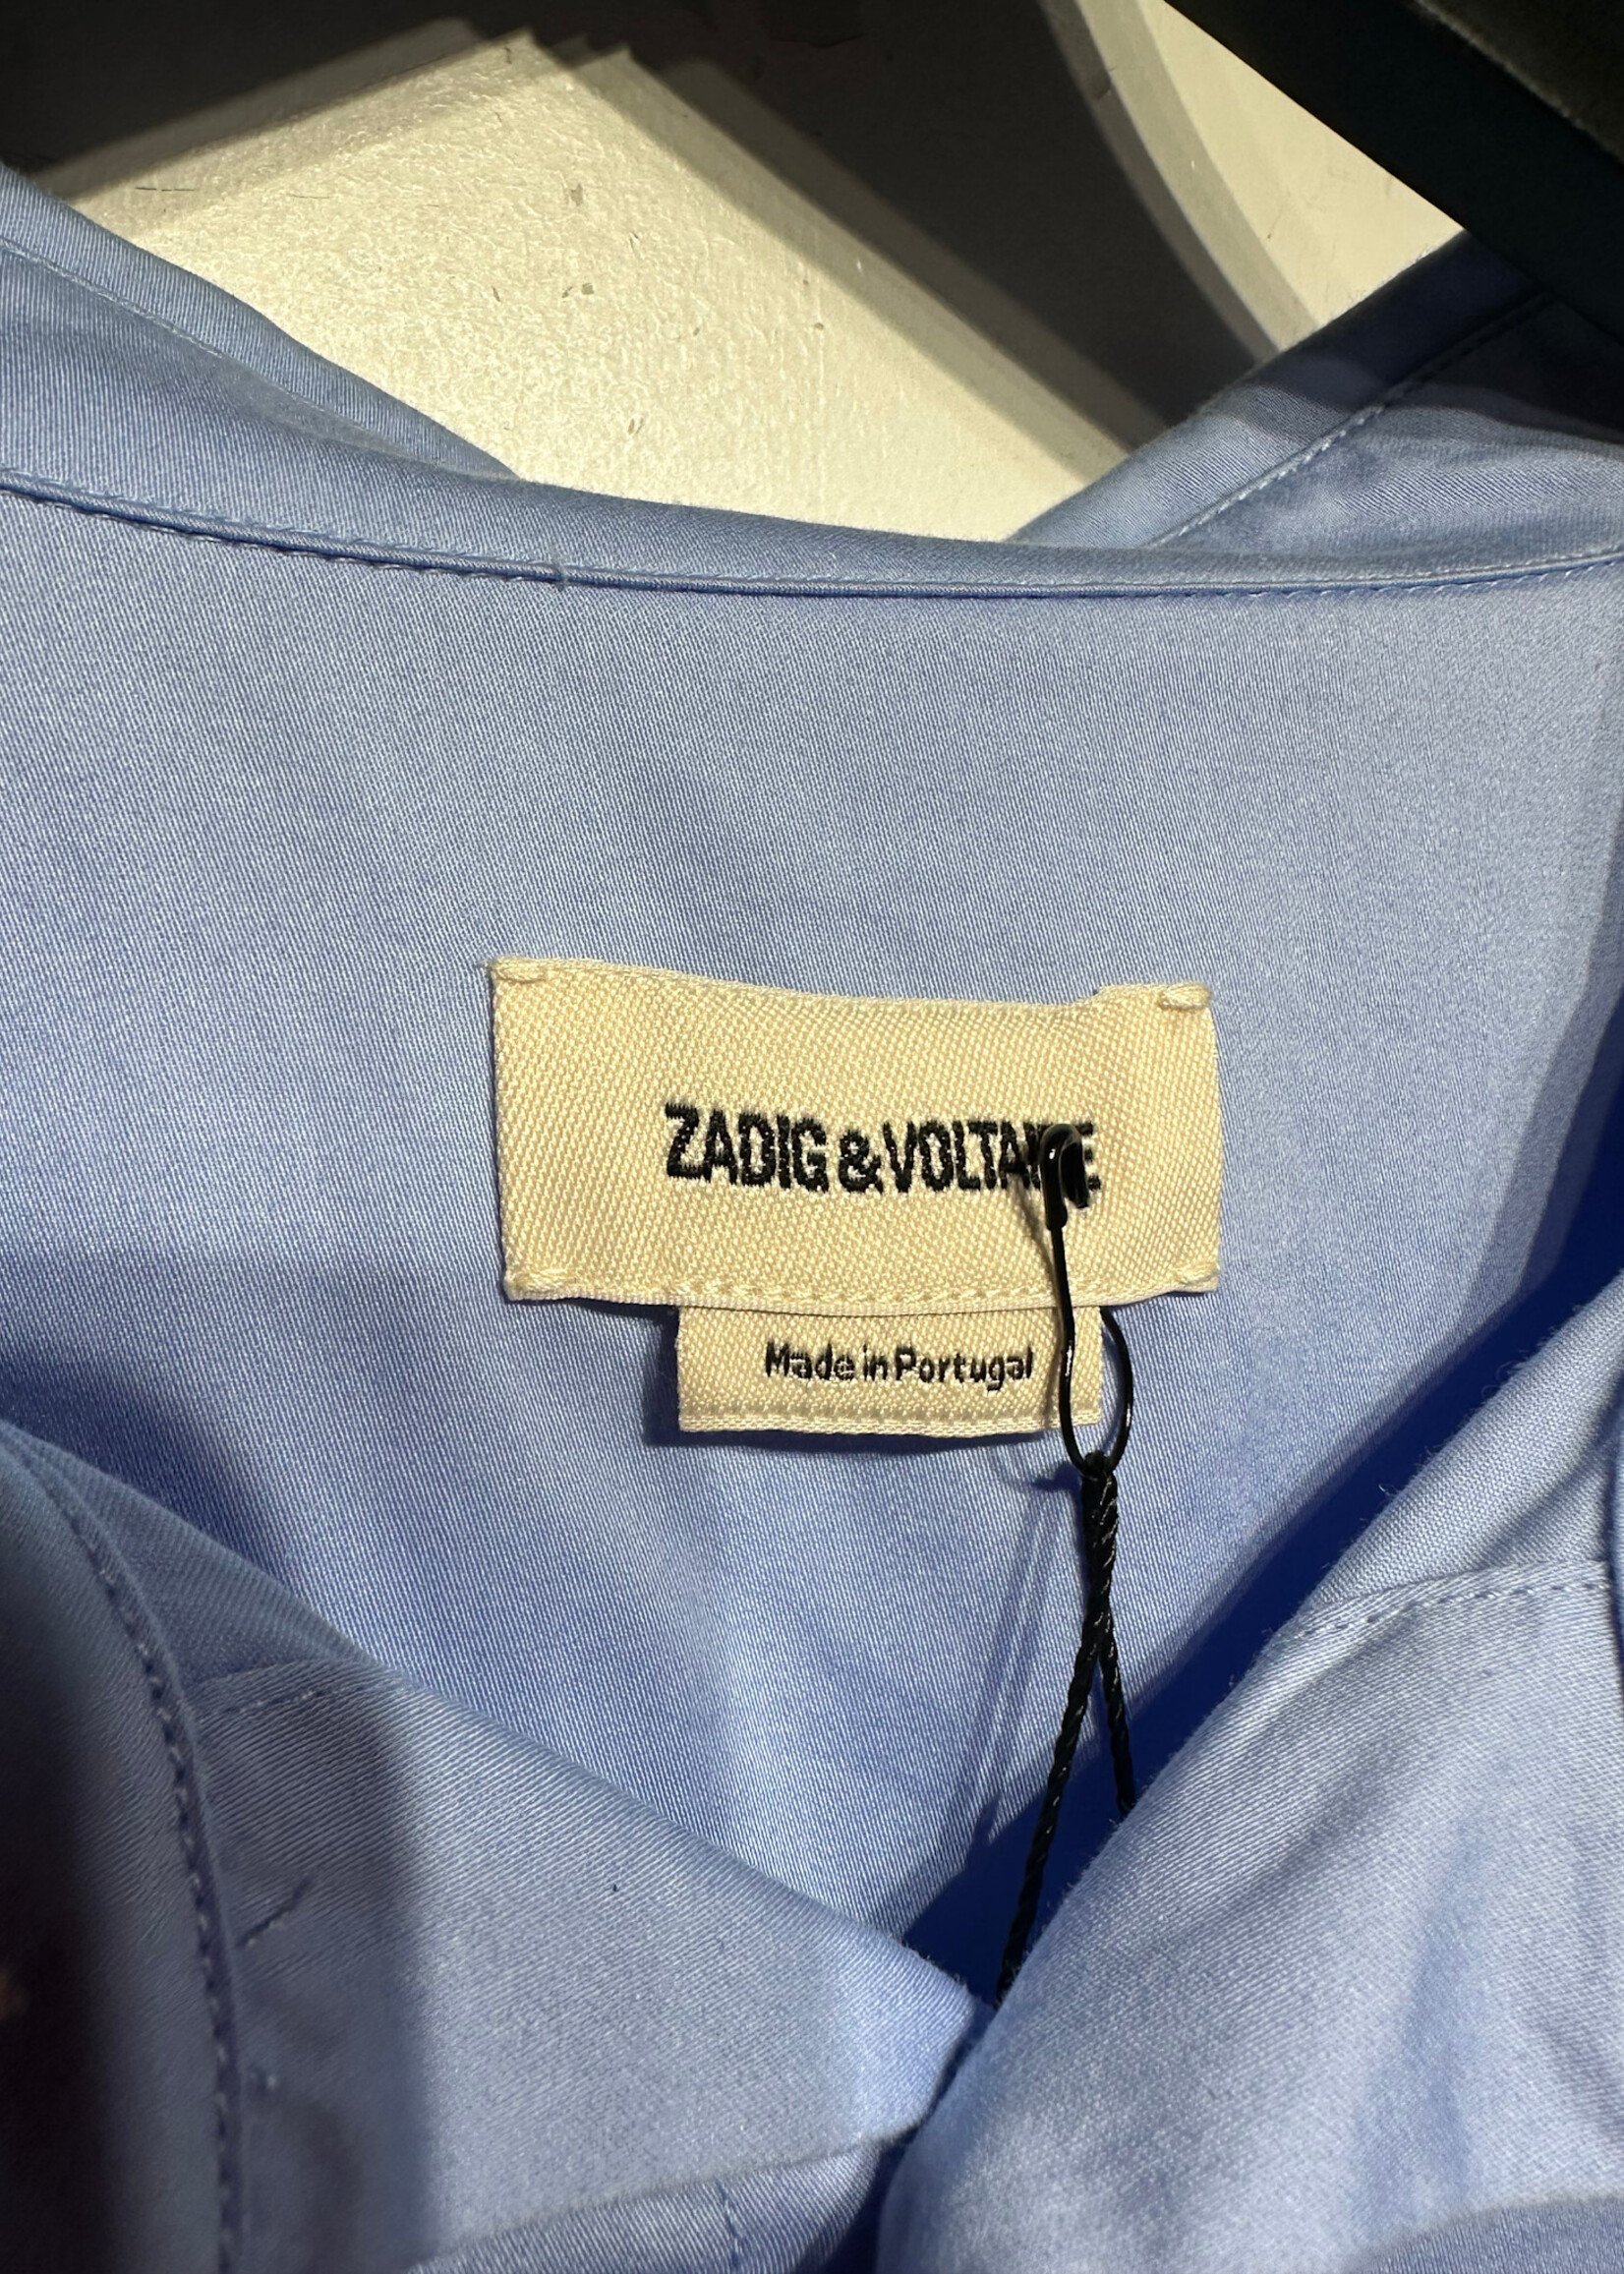 ZADIG & VOLTAIRE
Made in Portugal